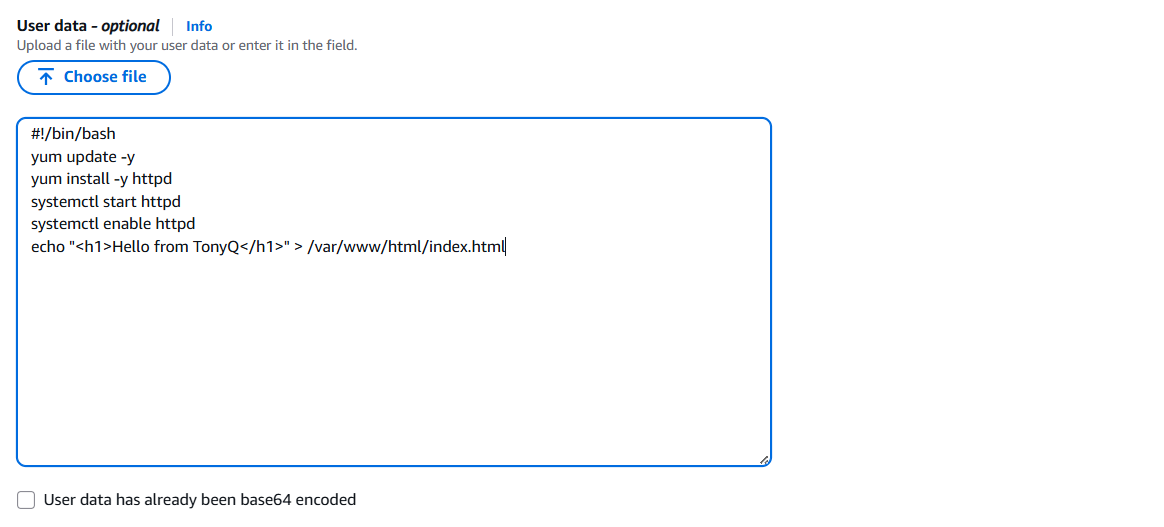 User data - optional Info
Upload a file with your user data or enter it in the field.
Choose file
#!/bin/bash
yum update -y
yum install -y httpd
systemctl start httpd
systemctl enable httpd
echo "<h1>Hello from TonyQ</h1>" > /var/www/html/index.html
User data has already been base64 encoded